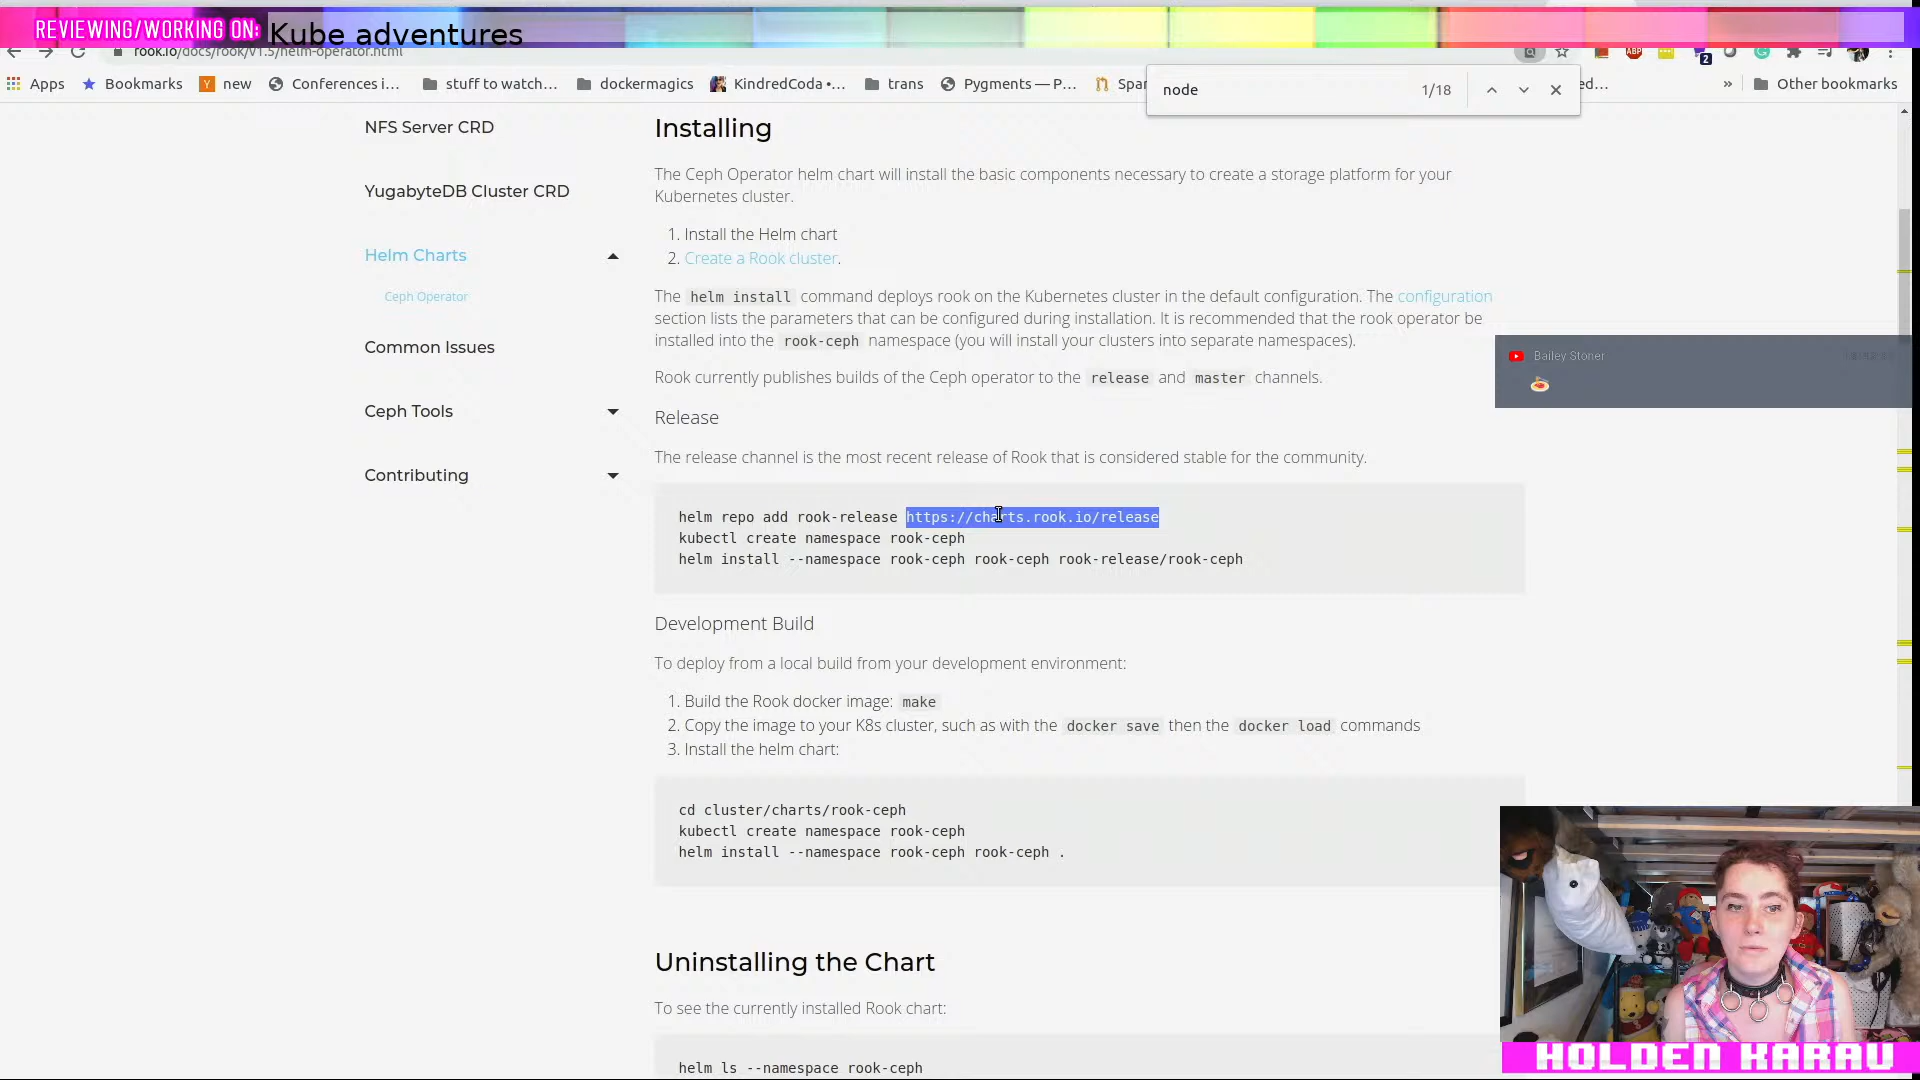 REVIEWING/WORKING ON: Kube adventures
rook.io/docs/rook/v1.5/helm-operator.html
ABP
2
Apps
Bookmarks
Y new
Conferences i...
stuff to watch...
dockermagics
KindredCoda •...
trans
Pygments — P...
Spar
ed...
»
Other bookmarks
node
1/18
NFS Server CRD
YugabyteDB Cluster CRD
Helm Charts
Ceph Operator
Common Issues
Ceph Tools
Contributing
Installing
The Ceph Operator helm chart will install the basic components necessary to create a storage platform for your
Kubernetes cluster.
1. Install the Helm chart
2. Create a Rook cluster.
The helm install command deploys rook on the Kubernetes cluster in the default configuration. The configuration
section lists the parameters that can be configured during installation. It is recommended that the rook operator be
installed into the rook-ceph namespace (you will install your clusters into separate namespaces).
Rook currently publishes builds of the Ceph operator to the release and master channels.
Release
The release channel is the most recent release of Rook that is considered stable for the community.
helm repo add rook-release https://charts.rook.io/release
kubectl create namespace rook-ceph
helm install --namespace rook-ceph rook-ceph rook-release/rook-ceph
Development Build
To deploy from a local build from your development environment:
1. Build the Rook docker image: make
2. Copy the image to your K8s cluster, such as with the docker save then the docker load commands
3. Install the helm chart:
cd cluster/charts/rook-ceph
kubectl create namespace rook-ceph
helm install --namespace rook-ceph rook-ceph .
Uninstalling the Chart
To see the currently installed Rook chart:
helm ls --namespace rook-ceph
Bailey Stoner
HOLDEN KARAU